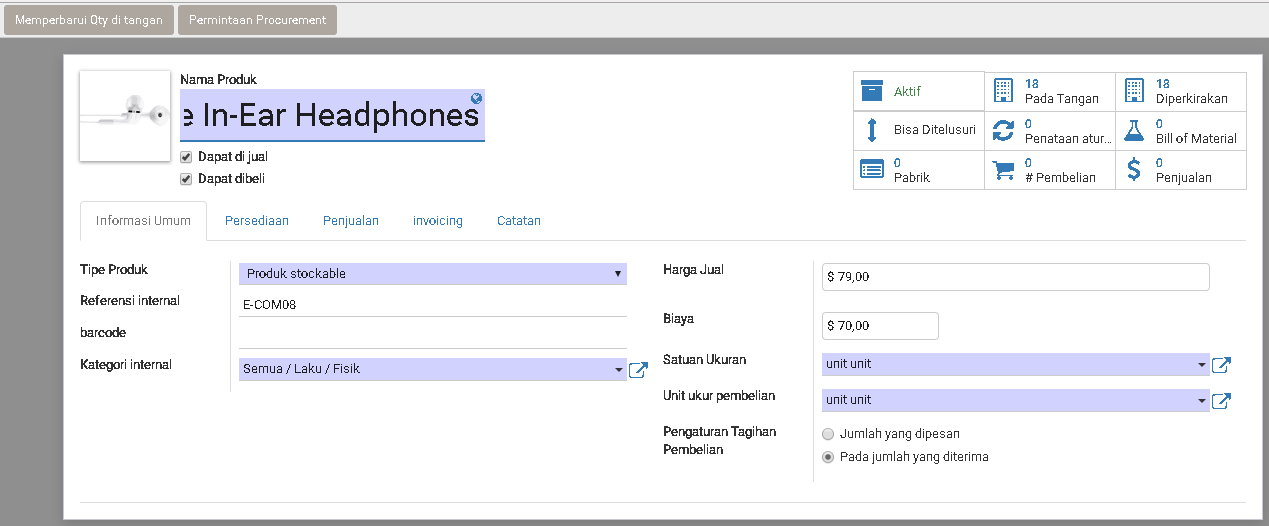 Memperbarui Qty di tangan Permintaan Procurement
Nama Produk
e In-Ear Headphones
Dapat di jual
Dapat dibeli
Aktif
18
Pada Tangan
18
Diperkirakan
Bisa Ditelusuri
0
Penataan atur...
0
Bill of Material
0
Pabrik
0
# Pembelian
0
Penjualan
Informasi Umum Persediaan Penjualan invoicing Catatan
Tipe Produk
Produk stockable
Referensi internal
E-COM08
barcode
Kategori internal
Semua / Laku / Fisik
Harga Jual
$ 79,00
Biaya
$ 70,00
Satuan Ukuran
unit unit
Unit ukur pembelian
unit unit
Pengaturan Tagihan
Pembelian
Jumlah yang dipesan
Pada jumlah yang diterima